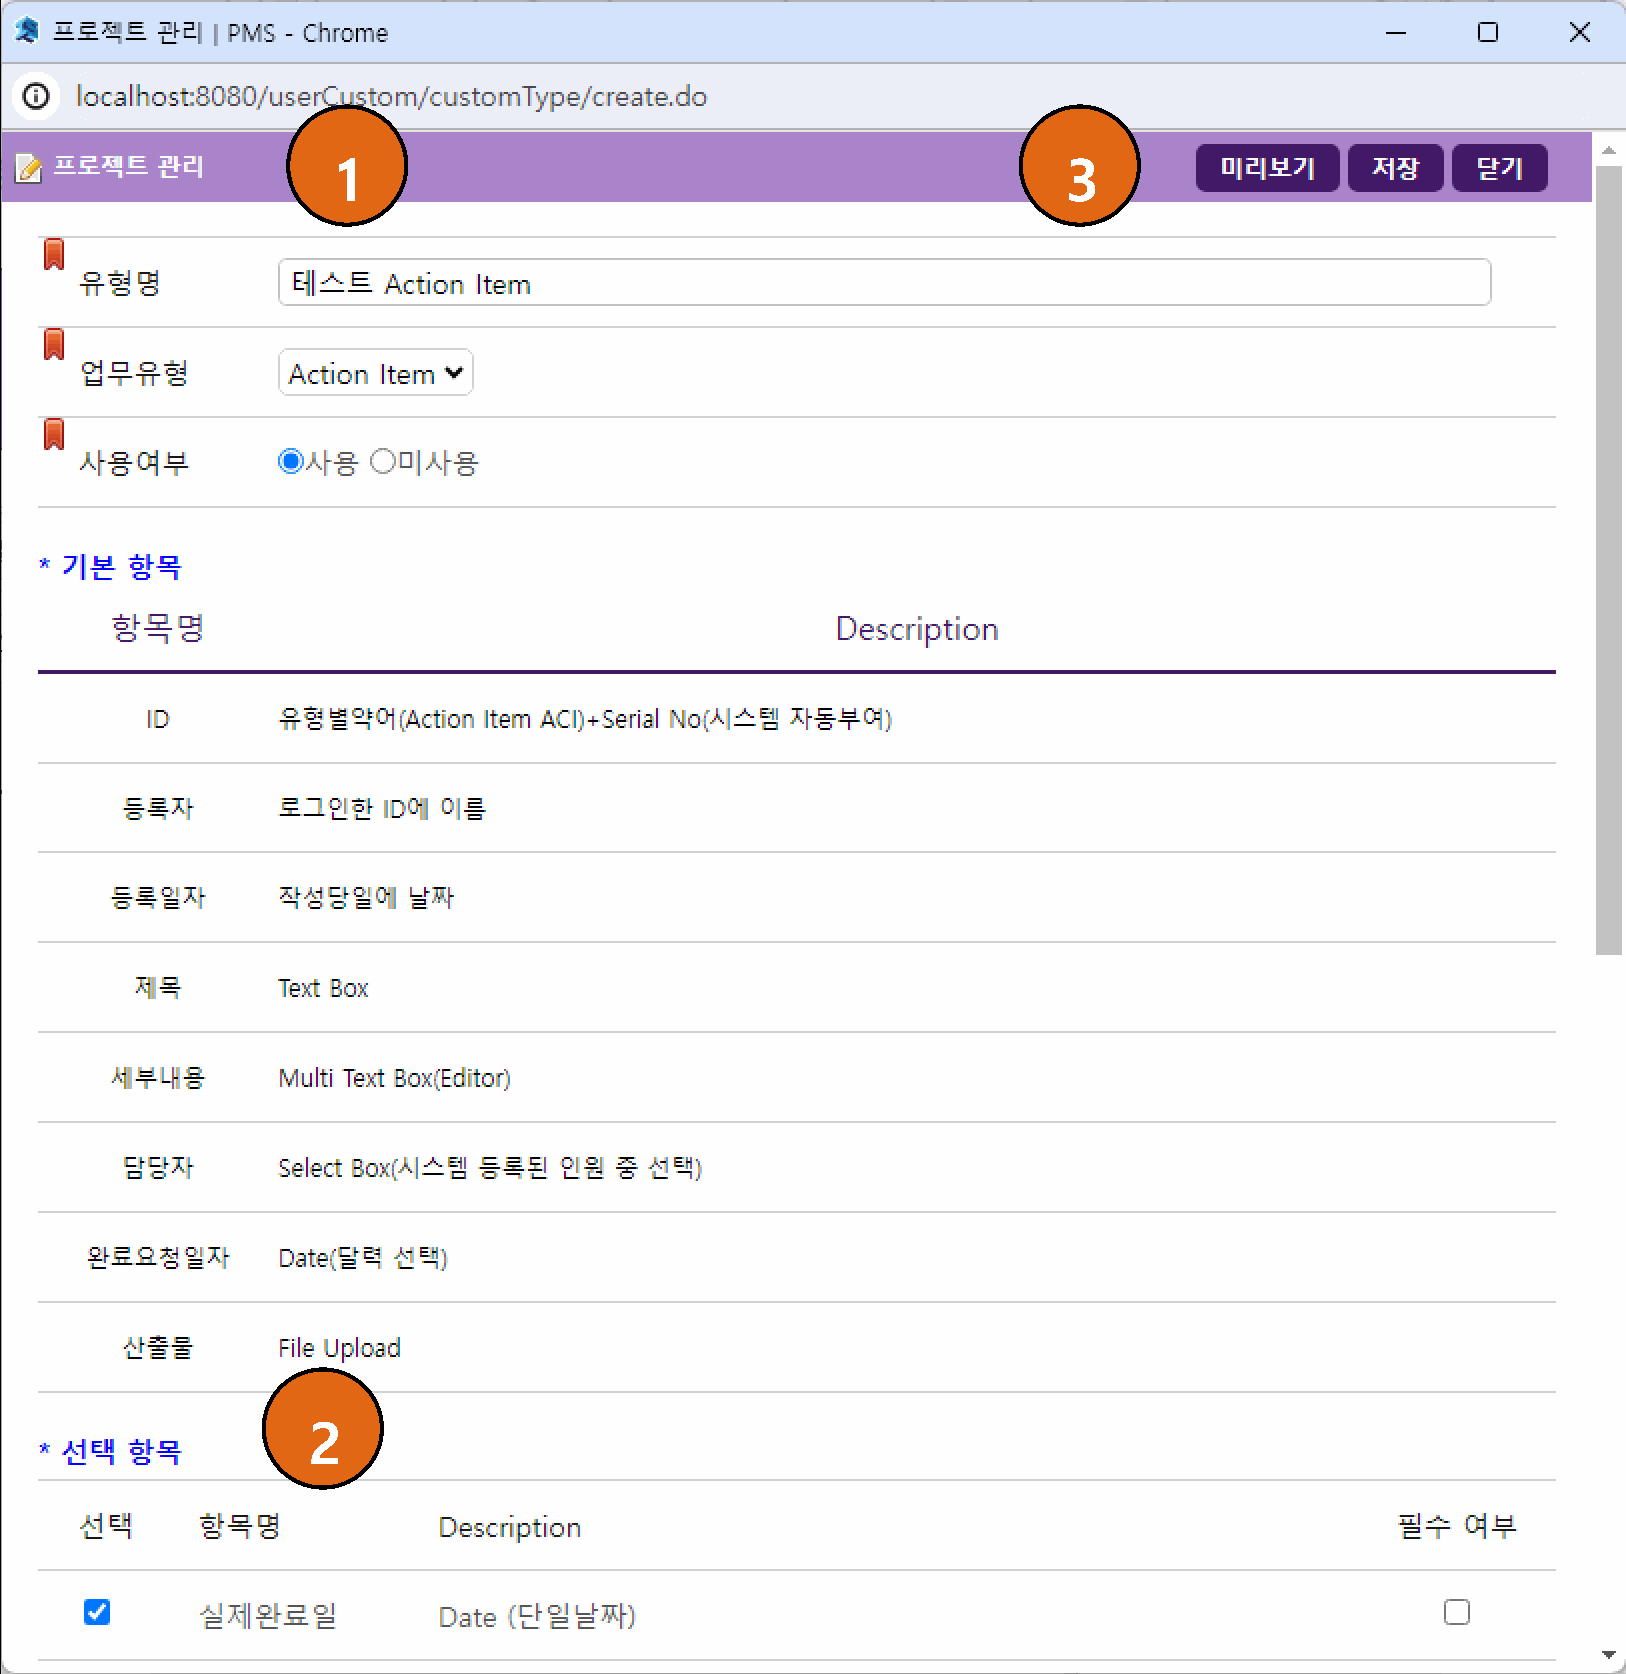 프로젝트 관리 | PMS - Chrome
localhost:8080/userCustom/customType/create.do
프로젝트 관리
1
3
미리보기 저장 닫기
유형명 테스트 Action Item
업무유형 Action Item
사용여부 사용 미사용
* 기본 항목
항목명 Description
ID 유형별약어(Action Item ACI)+Serial No(시스템 자동부여)
등록자 로그인한 ID에 이름
등록일자 작성당일에 날짜
제목 Text Box
세부내용 Multi Text Box(Editor)
담당자 Select Box(시스템 등록된 인원 중 선택)
완료요청일자 Date(달력 선택)
산출물 File Upload
2
* 선택 항목
선택 항목명 Description 필수 여부
실제완료일 Date (단일날짜)